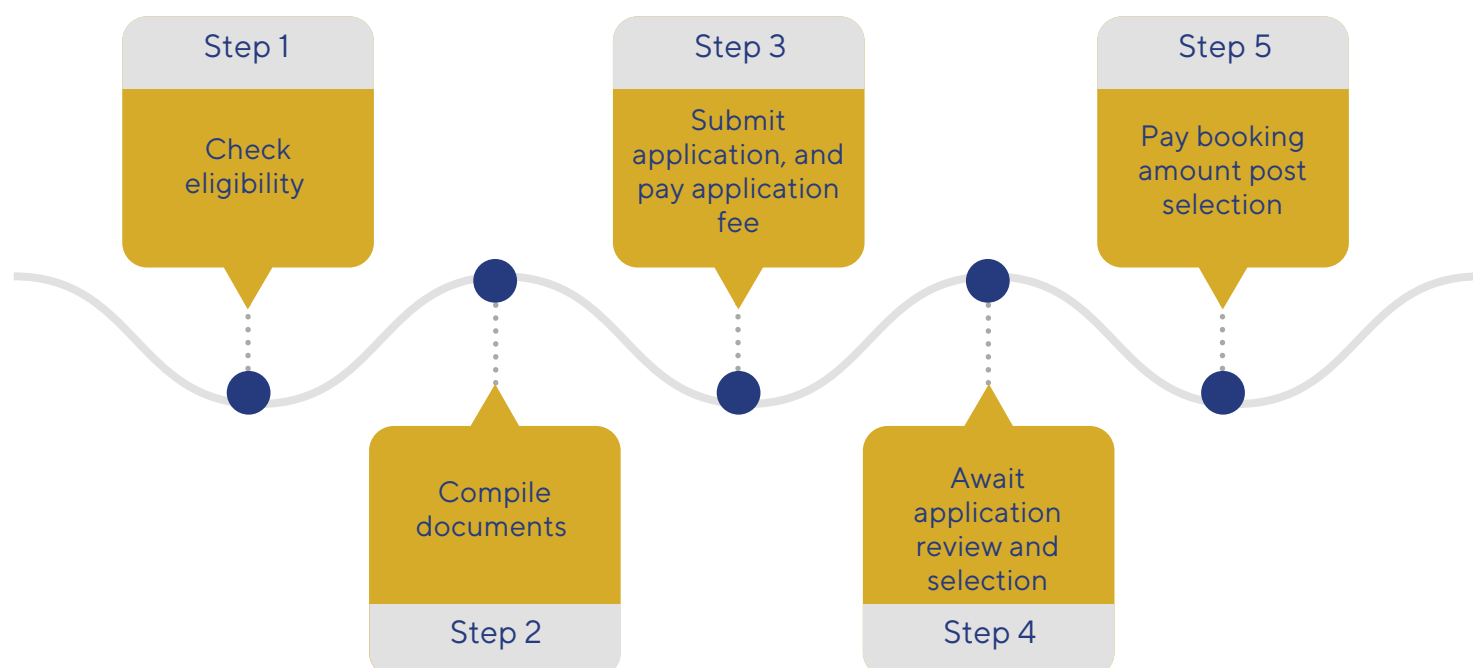 Step 1
Check
eligibility
Compile
documents
Step 2
Step 3
Submit
application, and
pay application
fee
Await
application
review and
selection
Step 4
Step 5
Pay booking
amount post
selection